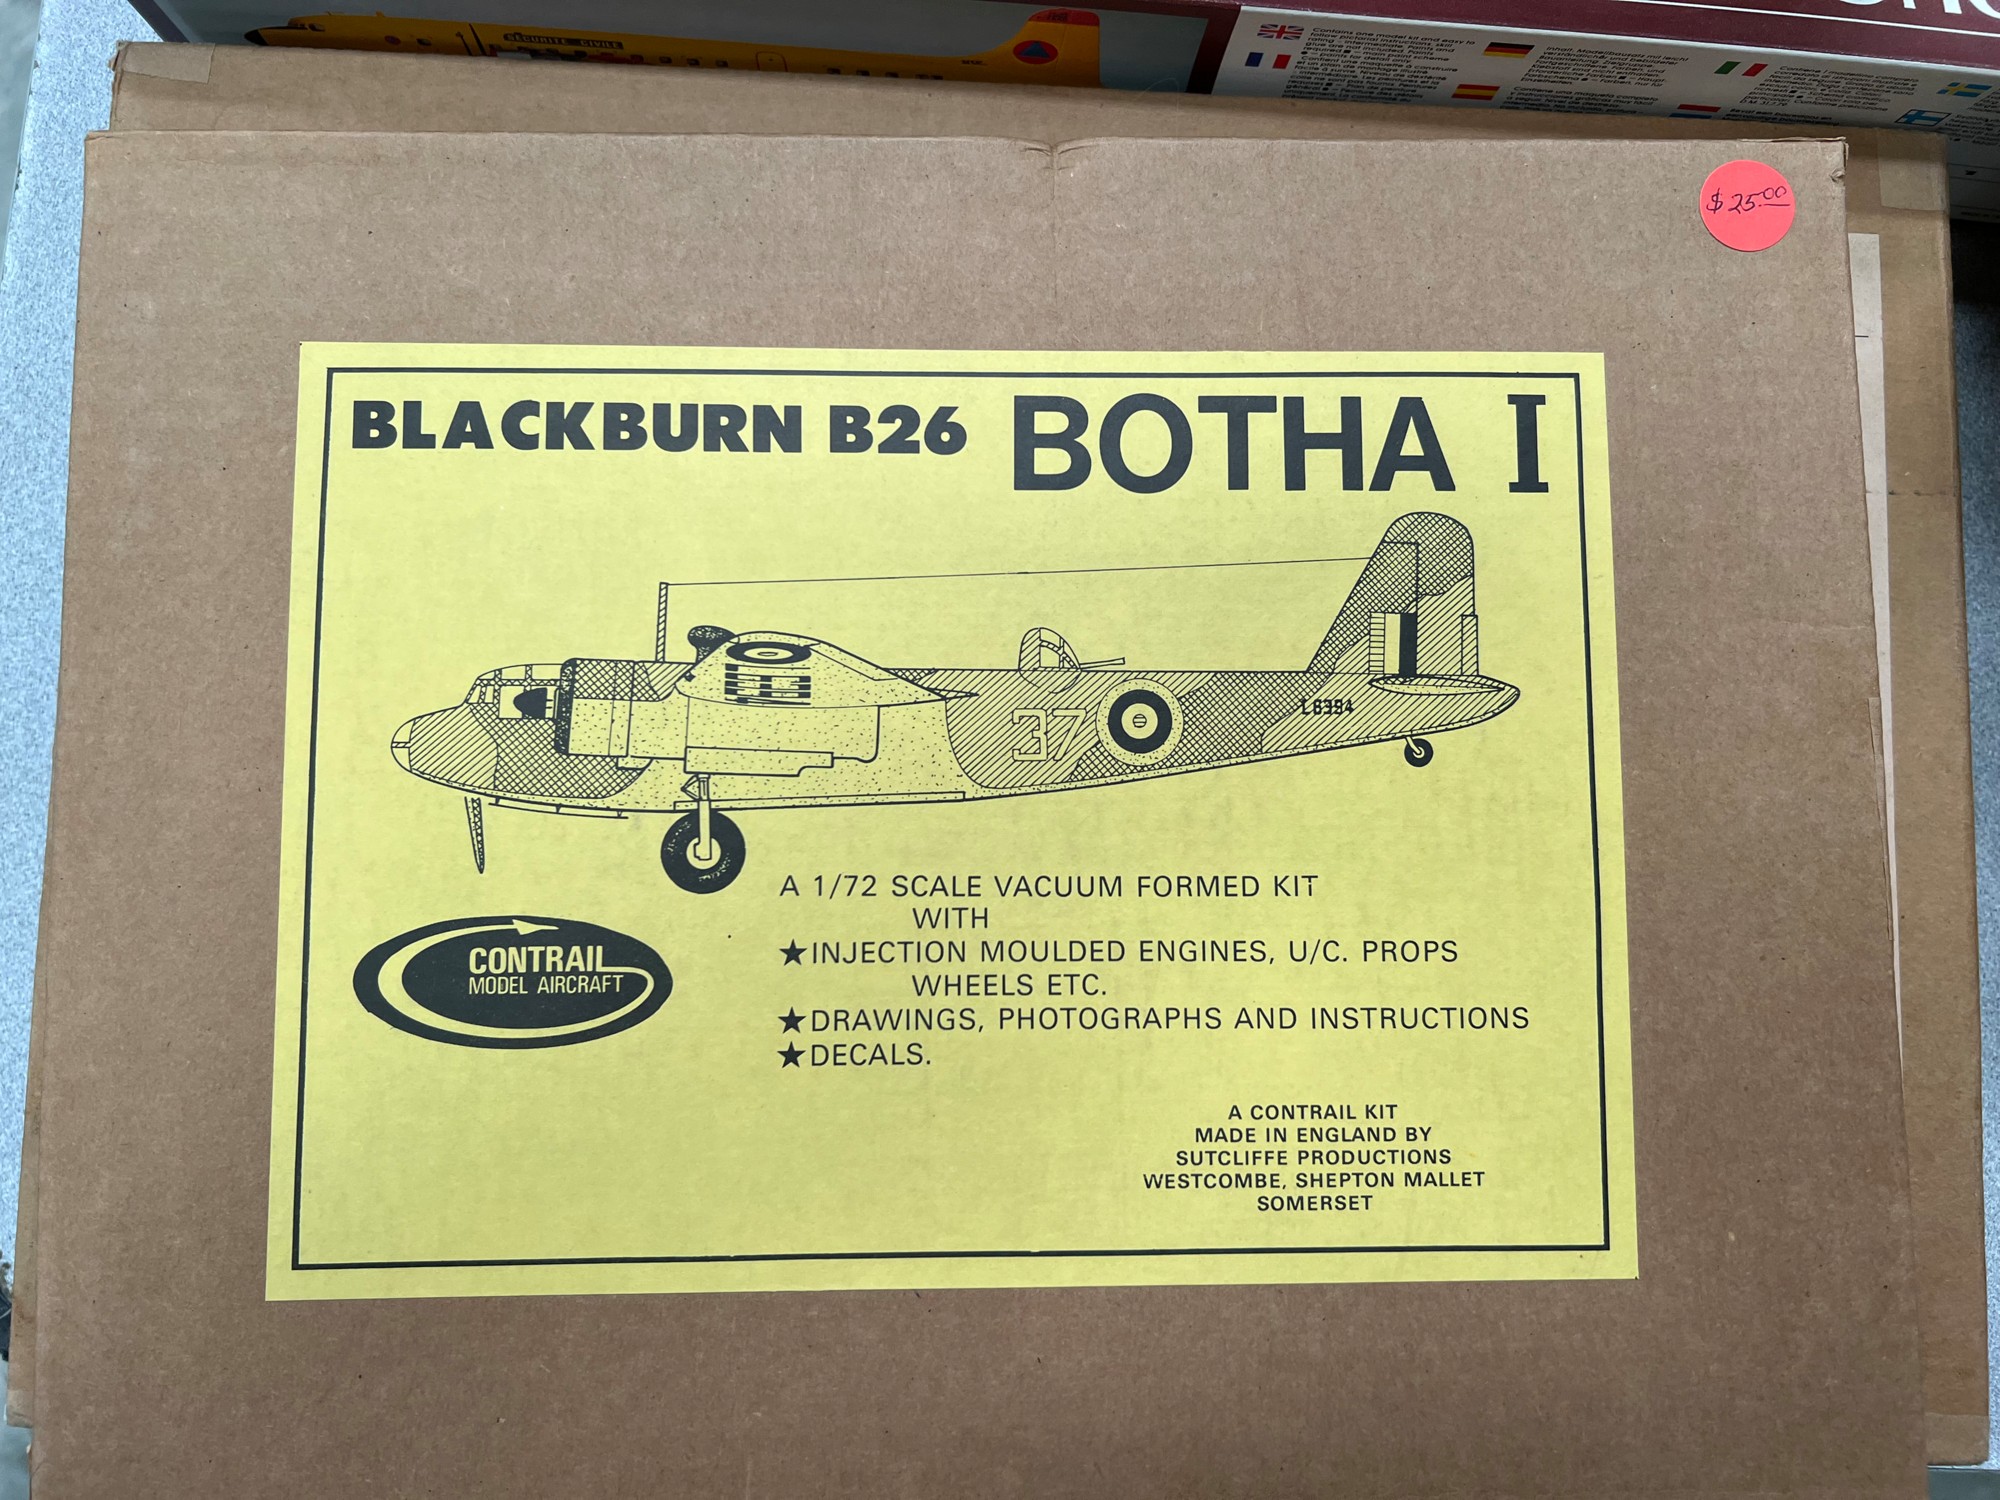 SÉCURITÉ CIVILE
$25.00
BLACKBURN B26 BOTHA I
37
L6394
A 1/72 SCALE VACUUM FORMED KIT
WITH
★INJECTION MOULDED ENGINES, U/C. PROPS
WHEELS ETC.
★DRAWINGS, PHOTOGRAPHS AND INSTRUCTIONS
★DECALS.
CONTRAIL
MODEL AIRCRAFT
A CONTRAIL KIT
MADE IN ENGLAND BY
SUTCLIFFE PRODUCTIONS
WESTCOMBE, SHEPTON MALLET
SOMERSET